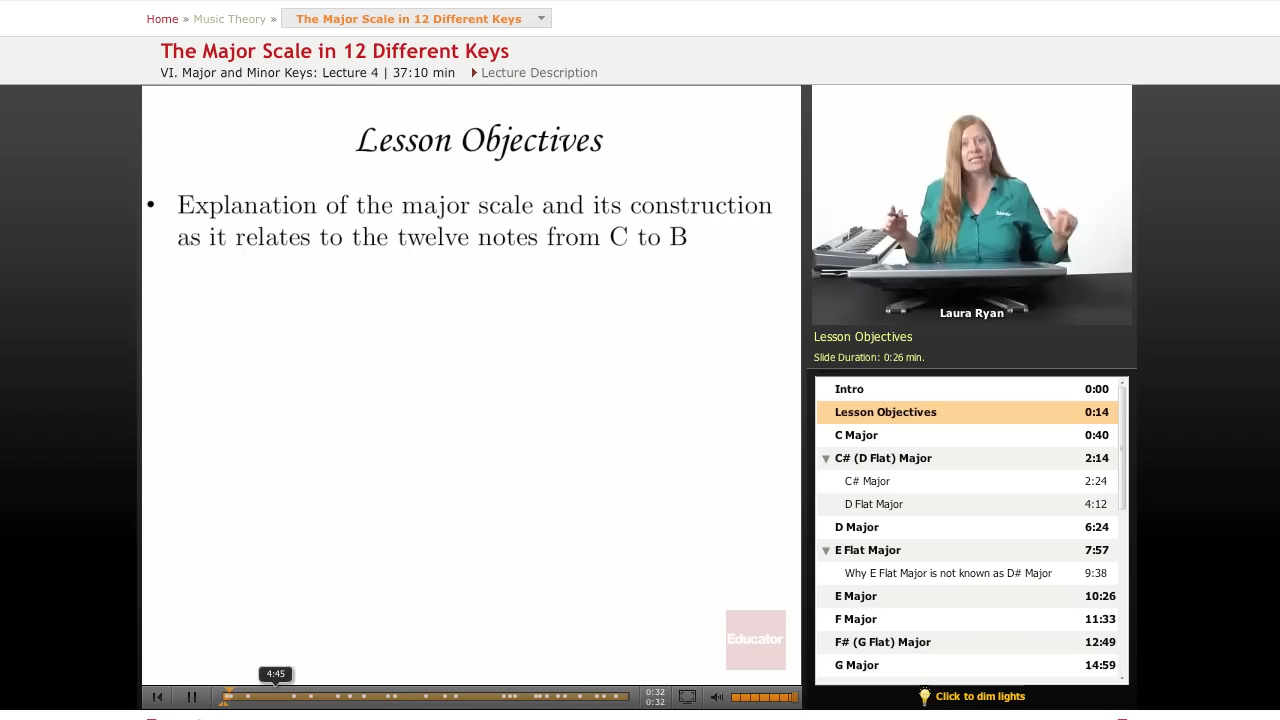 Home » Music Theory » The Major Scale in 12 Different Keys
The Major Scale in 12 Different Keys
VI. Major and Minor Keys: Lecture 4 | 37:10 min Lecture Description
Lesson Objectives
• Explanation of the major scale and its construction
as it relates to the twelve notes from C to B
Educator
4:45
0:32
0:32
Laura Ryan
Lesson Objectives
Slide Duration: 0:26 min.
Intro 0:00
Lesson Objectives 0:14
C Major 0:40
C# (D Flat) Major 2:14
C# Major 2:24
D Flat Major 4:12
D Major 6:24
E Flat Major 7:57
Why E Flat Major is not known as D# Major 9:38
E Major 10:26
F Major 11:33
F# (G Flat) Major 12:49
G Major 14:59
Click to dim lights